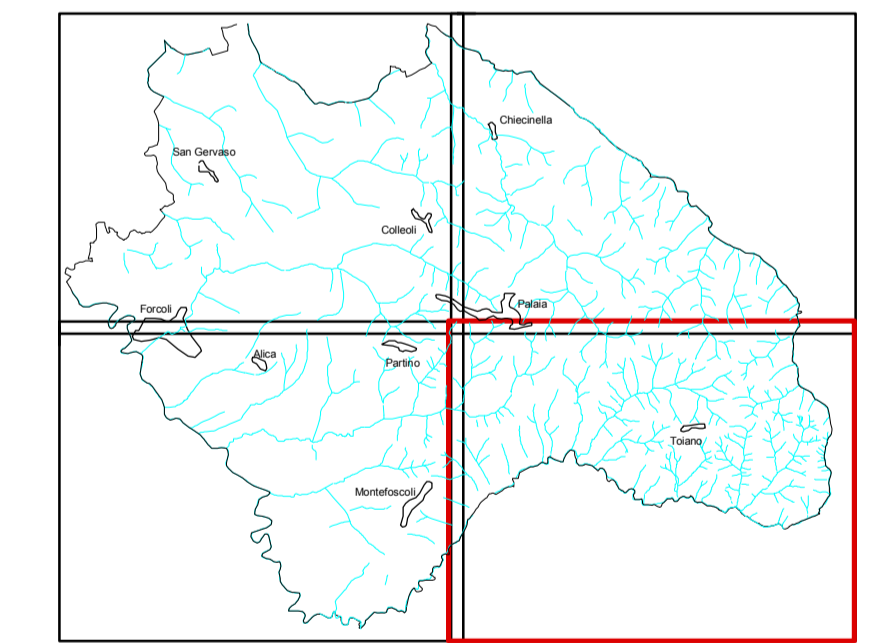 Chiecinella
San Gervaso
Colleoli
Palaia
Forcoli
Alica
Partino
Toiano
Montefoscoli